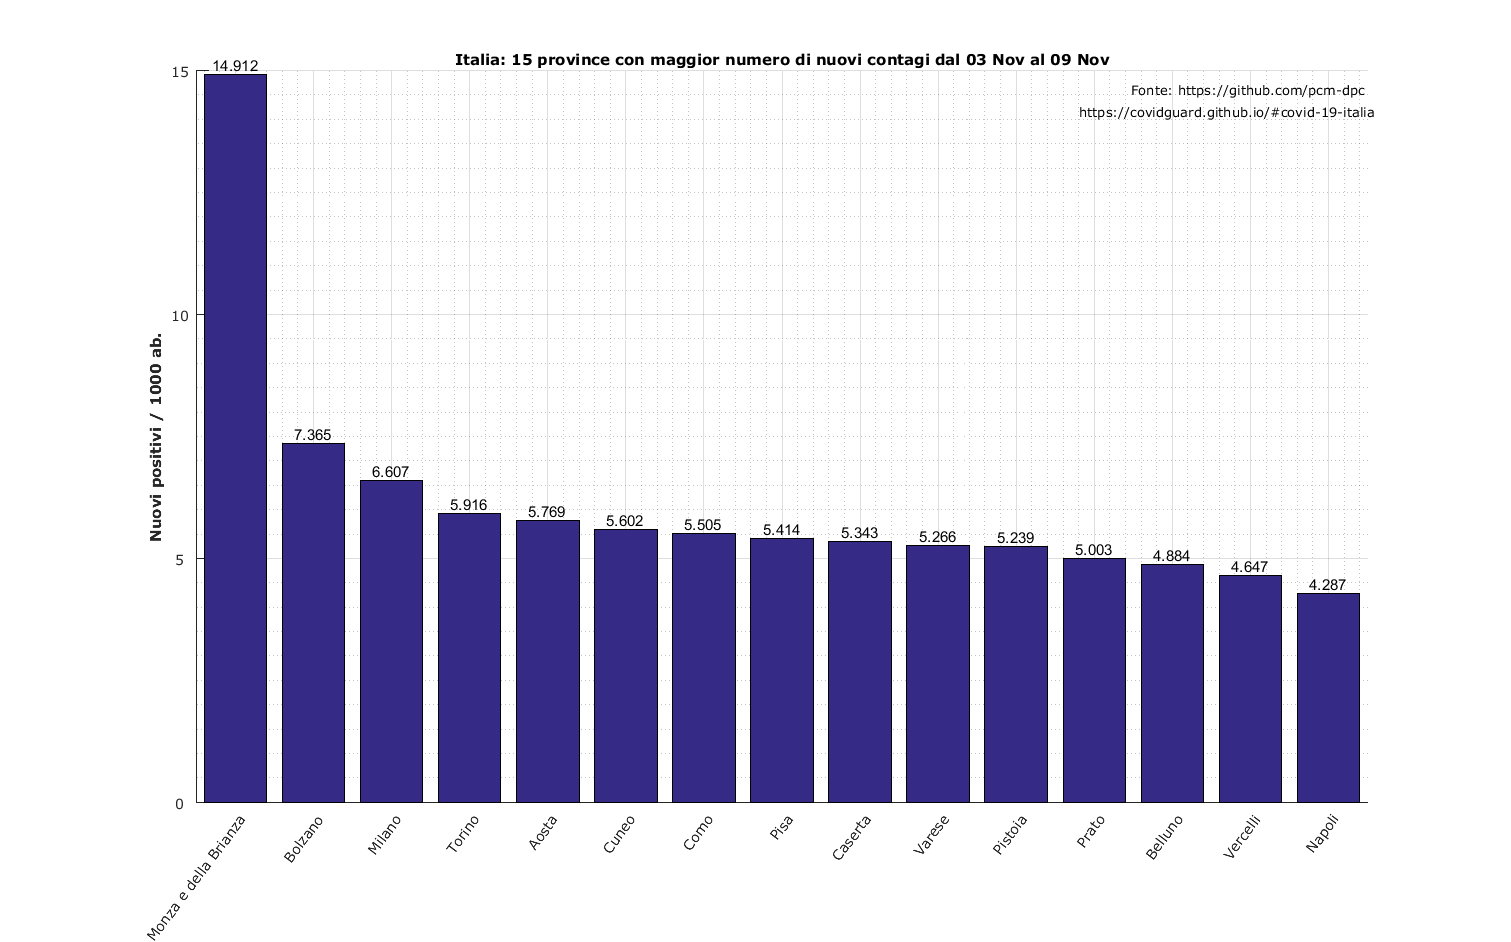 Italia: 15 province con maggior numero di nuovi contagi dal 03 Nov al 09 Nov
Fonte: https://github.com/pcm-dpc
https://covidguard.github.io/#covid-19-italia
Nuovi positivi / 1000 ab.
15
10
5
0
14.912
7.365
6.607
5.916
5.769
5.602
5.505
5.414
5.343
5.266
5.239
5.003
4.884
4.647
4.287
Monza e della Brianza
Bolzano
Milano
Torino
Aosta
Cuneo
Como
Pisa
Caserta
Varese
Pistoia
Prato
Belluno
Vercelli
Napoli